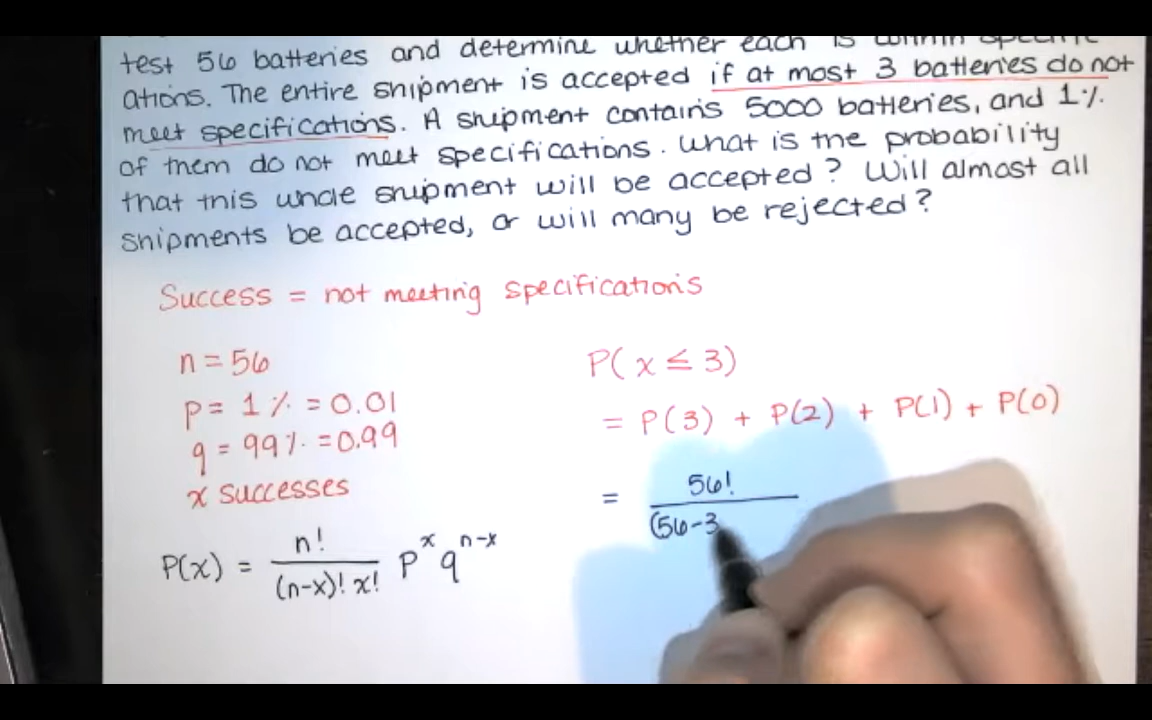 test 56 batteries and determine whether each is within specific
ations. The entire shipment is accepted if at most 3 batteries do not
meet specifications. A shipment contains 5000 batteries, and 1%
of them do not meet specifications. What is the probability
that this whole shipment will be accepted? Will almost all
shipments be accepted, or will many be rejected?
Success = not meeting specifications
n = 56
p = 1% = 0.01
q = 99% = 0.99
x successes
P(x) = n! / (n-x)! x! p^x q^(n-x)
P( x ≤ 3)
= P(3) + P(2) + P(1) + P(0)
= 56! / (56-3